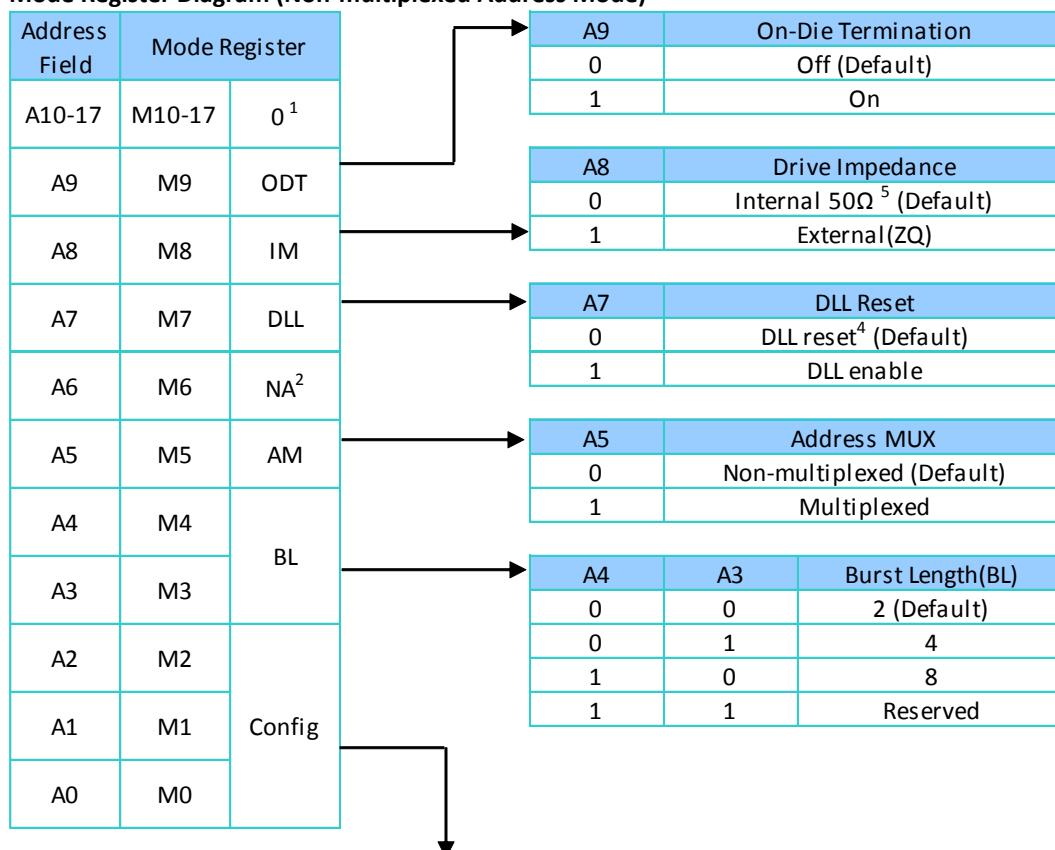 Mode Register Diagram (Non-multiplexed Address Mode)
Address Field Mode Register
A10-17 M10-17 0¹
A9 M9 ODT
A8 M8 IM
A7 M7 DLL
A6 M6 NA²
A5 M5 AM
A4 M4
BL
A3 M3
A2 M2
A1 M1 Config
A0 M0
A9 On-Die Termination
0 Off (Default)
1 On
A8 Drive Impedance
0 Internal 50Ω ⁵ (Default)
1 External(ZQ)
A7 DLL Reset
0 DLL reset⁴ (Default)
1 DLL enable
A5 Address MUX
0 Non-multiplexed (Default)
1 Multiplexed
A4 A3 Burst Length(BL)
0 0 2 (Default)
0 1 4
1 0 8
1 1 Reserved